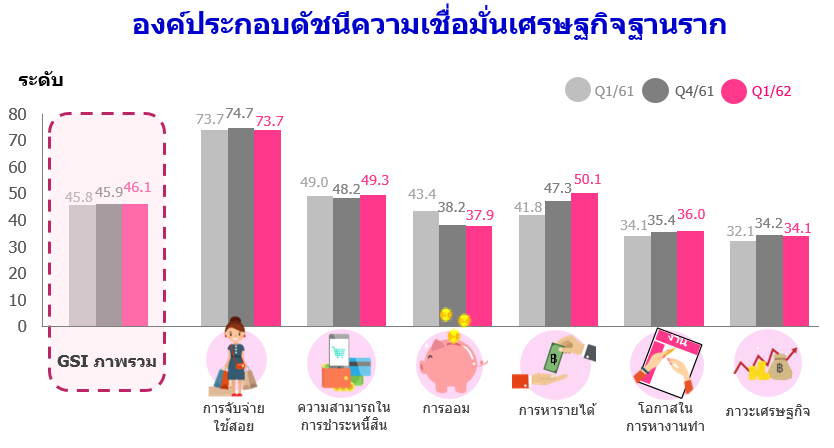 องค์ประกอบดัชนีความเชื่อมั่นเศรษฐกิจฐานราก
ระดับ
Q1/61 Q4/61 Q1/62
80
70
60
50
40
30
20
10
0
45.8 45.9 46.1
73.7 74.7 73.7
49.0 48.2 49.3
43.4 38.2 37.9
41.8 47.3 50.1
34.1 35.4 36.0
32.1 34.2 34.1
GSI ภาพรวม
การจับจ่าย
ใช้สอย
ความสามารถใน
การชำระหนี้สิน
การออม
฿
การหารายได้
งาน
โอกาสใน
การหางานทำ
฿
ภาวะเศรษฐกิจ